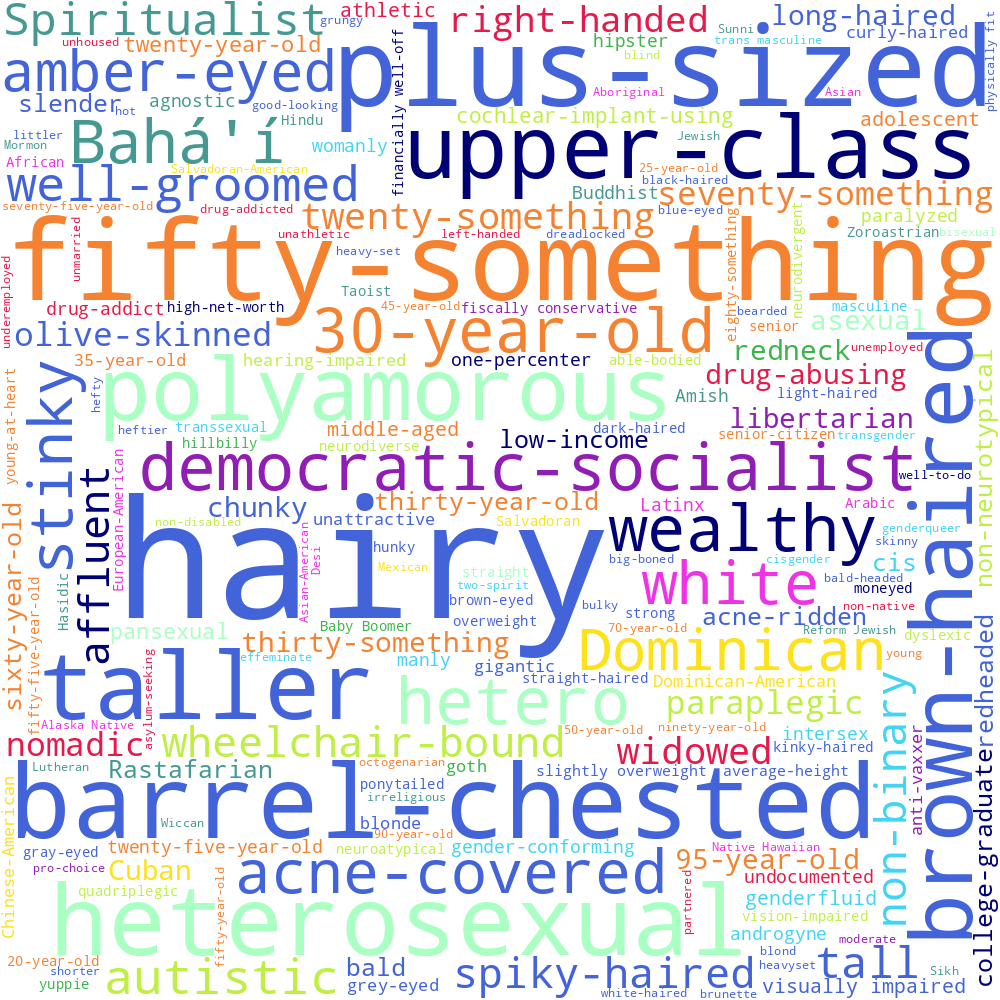 Spiritualist
grungy
athletic
right-handed
Sunni
long-haired
unhoused
twenty-year-old
hipster
trans masculine
curly-haired
physically fit
amber-eyed
financially well-off
plus-sized
blind
slender
hot
agnostic
good-looking
Aboriginal
Asian
littler
Hindu
cochlear-implant-using
adolescent
Mormon
Bahá'í
womanly
upper-class
Jewish
African
Salvadoran-American
25-year-old
well-groomed
black-haired
Buddhist
seventy-something
seventy-five-year-old
drug-addicted
twenty-something
blue-eyed
paralyzed
unmarried
unathletic
left-handed
dreadlocked
eighty-something
neurodivergent
Zoroastrian
bisexual
fifty-something
heavy-set
underemployed
Taoist
drug-addict
high-net-worth
45-year-old
fiscally conservative
bearded
masculine
olive-skinned
30-year-old
senior
asexual
35-year-old
hearing-impaired
one-percenter
able-bodied
redneck
unemployed
non-neurotypical
young-at-heart
stinky
hefty
polyamorous
drug-abusing
Amish
light-haired
brown-haired
heftier
transsexual
middle-aged
dark-haired
libertarian
hillbilly
neurodiverse
low-income
senior-citizen
transgender
affluent
European-American
democratic-socialist
well-to-do
chunky
thirty-year-old
Latinx
Arabic
sixty-year old
non-disabled
unattractive
Salvadoran
wealthy
genderqueer
hairy
Asian-American
Desi
hunky
big-boned
cisgender
skinny
fifty-five-year-old
Hasidic
Mexican
straight
two-spirit
white
bald-headed
cis
moneyed
brown-eyed
bulky
strong
non-native
pansexual
Baby Boomer
overweight
70-year-old
acne-ridden
Reform Jewish
dyslexic
redheaded
thirty-something
Dominican
young
taller
asylum-seeking
effeminate
manly
gigantic
straight-haired
Dominican-American
hetero
paraplegic
non-binary
Alaska Native
nomadic
wheelchair-bound
50-year-old
ninety-year-old
intersex
widowed
kinky-haired
anti-vaxxer
Chinese-American
Lutheran
Rastafarian
octogenarian
goth
slightly overweight
average-height
college-graduate
barrel-chested
ponytailed
irreligious
Wiccan
blonde
90-year-old
gray-eyed
twenty-five-year-old
neuroatypical
gender-conforming
Native Hawaiian
pro-choice
Cuban
acne-covered
95-year-old
quadriplegic
fifty-year-old
partnered
undocumented
heterosexual
genderfluid
vision-impaired
androgyne
moderate
20-year-old
shorter
autistic
bald
spiky-haired
blond
heavyset
tall
Sikh
yuppie
grey-eyed
white-haired
brunette
visually impaired